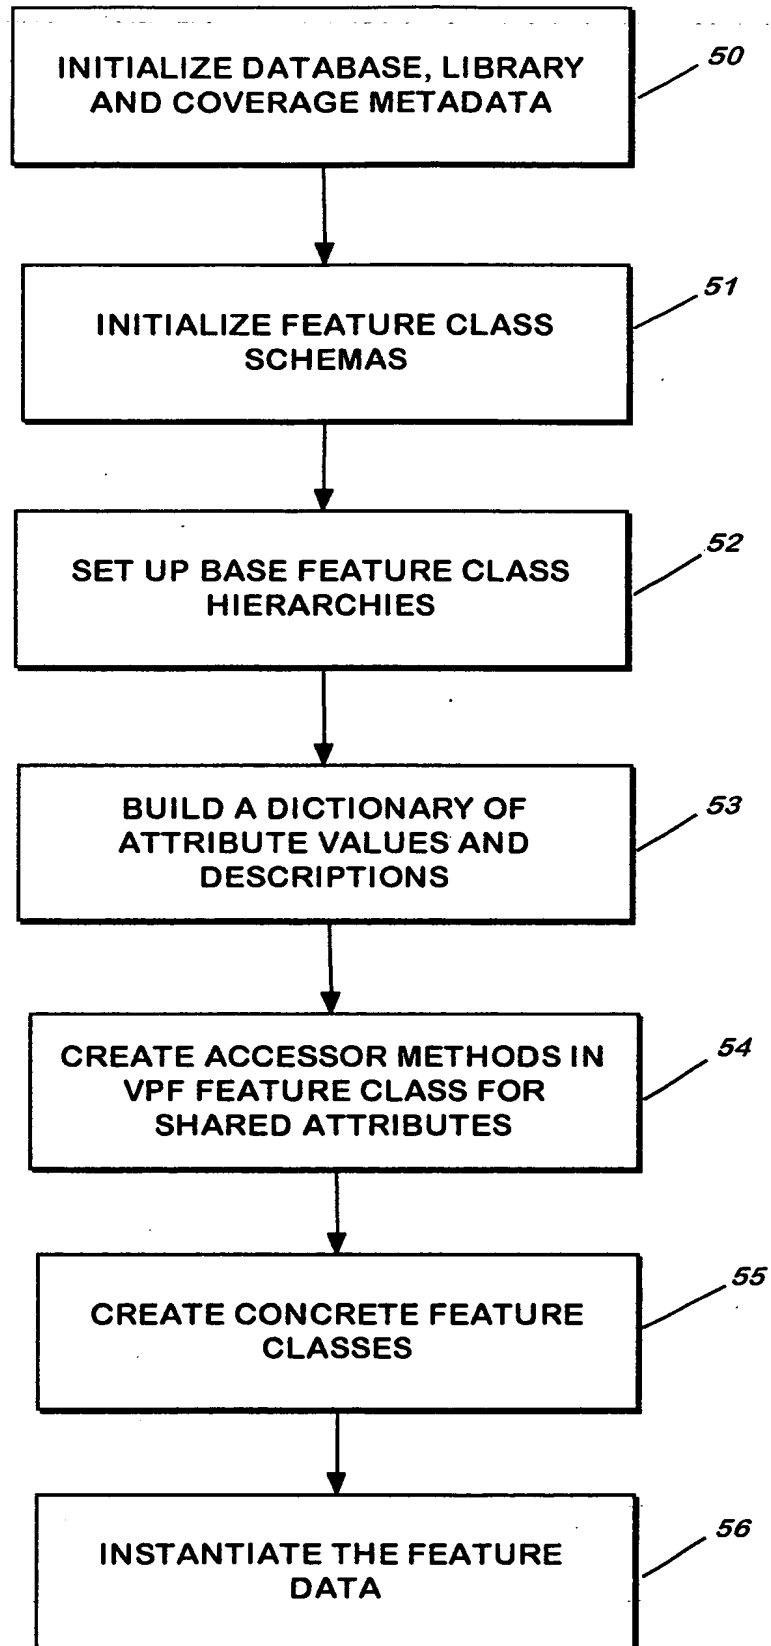 INITIALIZE DATABASE, LIBRARY
AND COVERAGE METADATA
50
INITIALIZE FEATURE CLASS
SCHEMAS
51
SET UP BASE FEATURE CLASS
HIERARCHIES
52
BUILD A DICTIONARY OF
ATTRIBUTE VALUES AND
DESCRIPTIONS
53
CREATE ACCESSOR METHODS IN
VPF FEATURE CLASS FOR
SHARED ATTRIBUTES
54
CREATE CONCRETE FEATURE
CLASSES
55
INSTANTIATE THE FEATURE
DATA
56